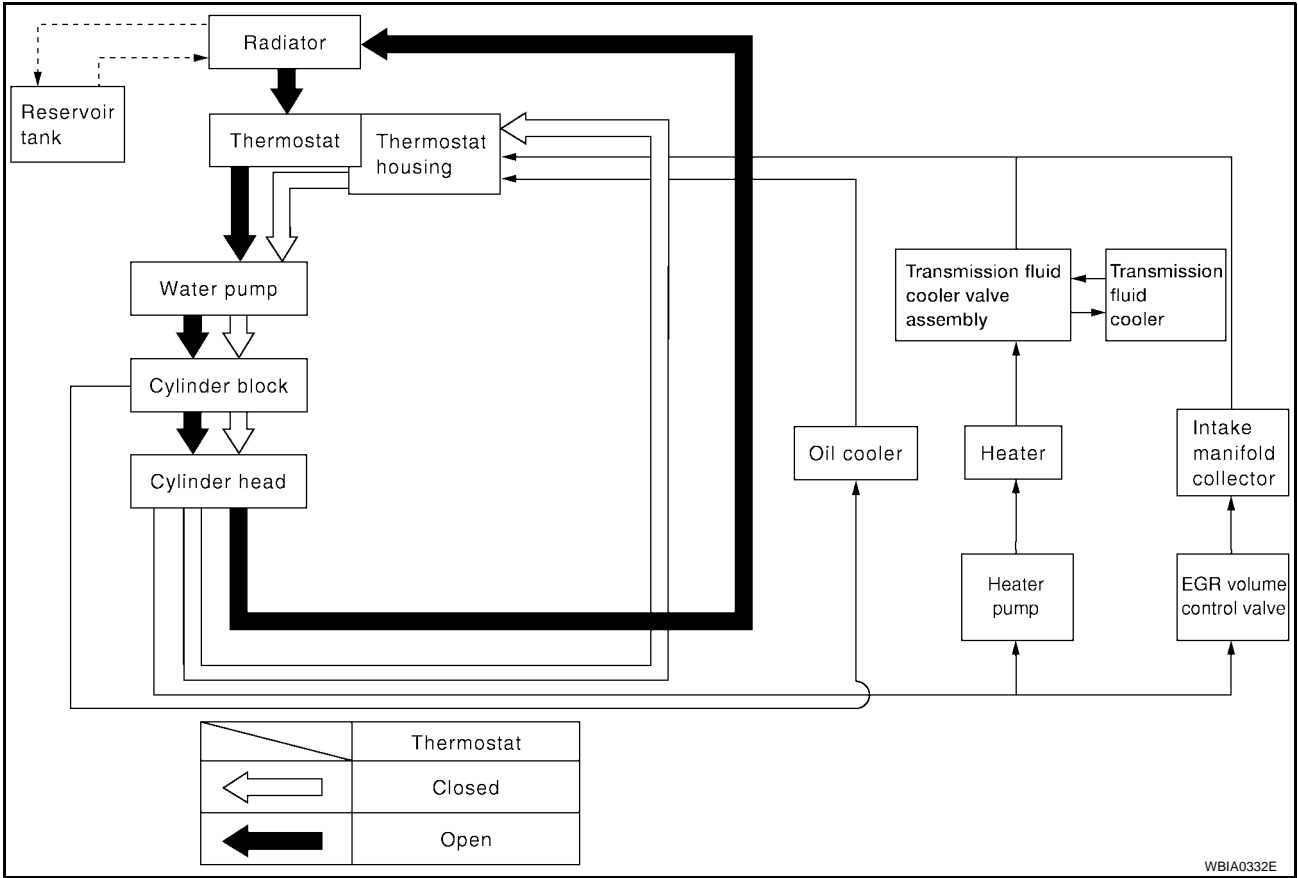 Radiator
Reservoir
tank
Thermostat
Thermostat
housing
Water pump
Transmission fluid
cooler valve
assembly
Transmission
fluid
cooler
Cylinder block
Cylinder head
Oil cooler
Heater
Intake
manifold
collector
Heater
pump
EGR volume
control valve
Thermostat
Closed
Open
WBIA0332E